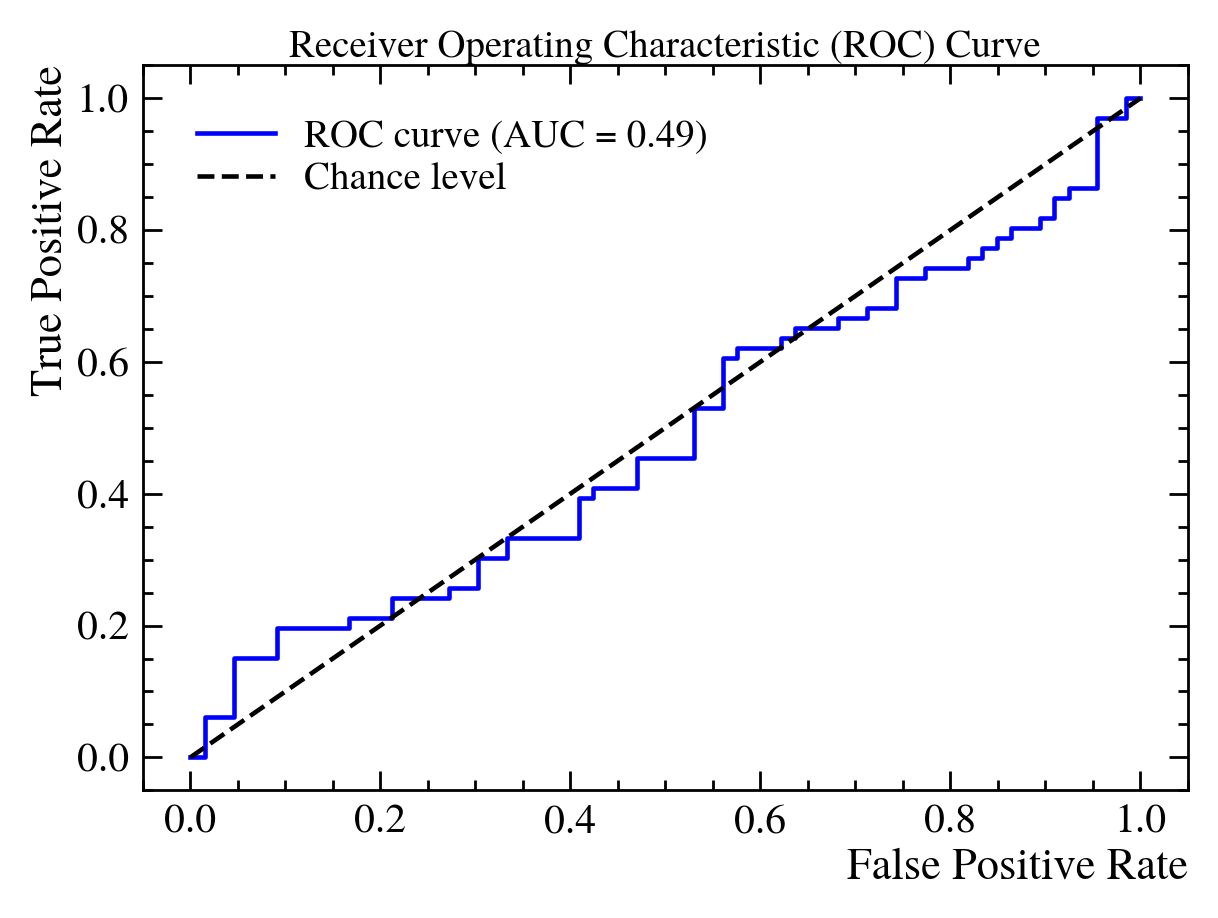 Receiver Operating Characteristic (ROC) Curve
True Positive Rate
1.0
0.8
0.6
0.4
0.2
0.0
ROC curve (AUC = 0.49)
Chance level
0.0 0.2 0.4 0.6 0.8 1.0
False Positive Rate